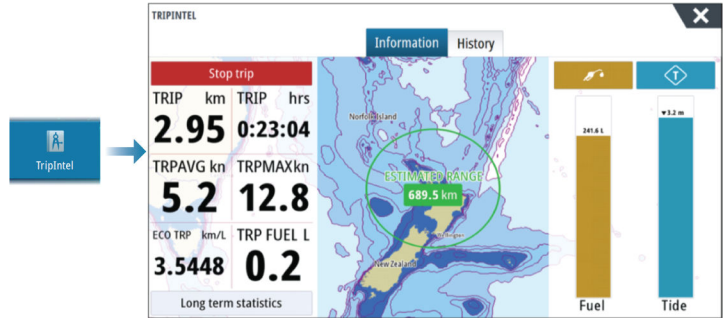 TRIPINTEL
X
Information
History
TripIntel
Stop trip
TRIP km
2.95
TRIP hrs
0:23:04
TRPAVG kn
5.2
TRPMAX kn
12.8
ECO TRP km/L
3.5448
TRP FUEL L
0.2
Long term statistics
Norfolk Island
ESTIMATED RANGE
689.5 km
Wellington
New Zealand
241.6 L
Fuel
T
▾3.2 m
Tide